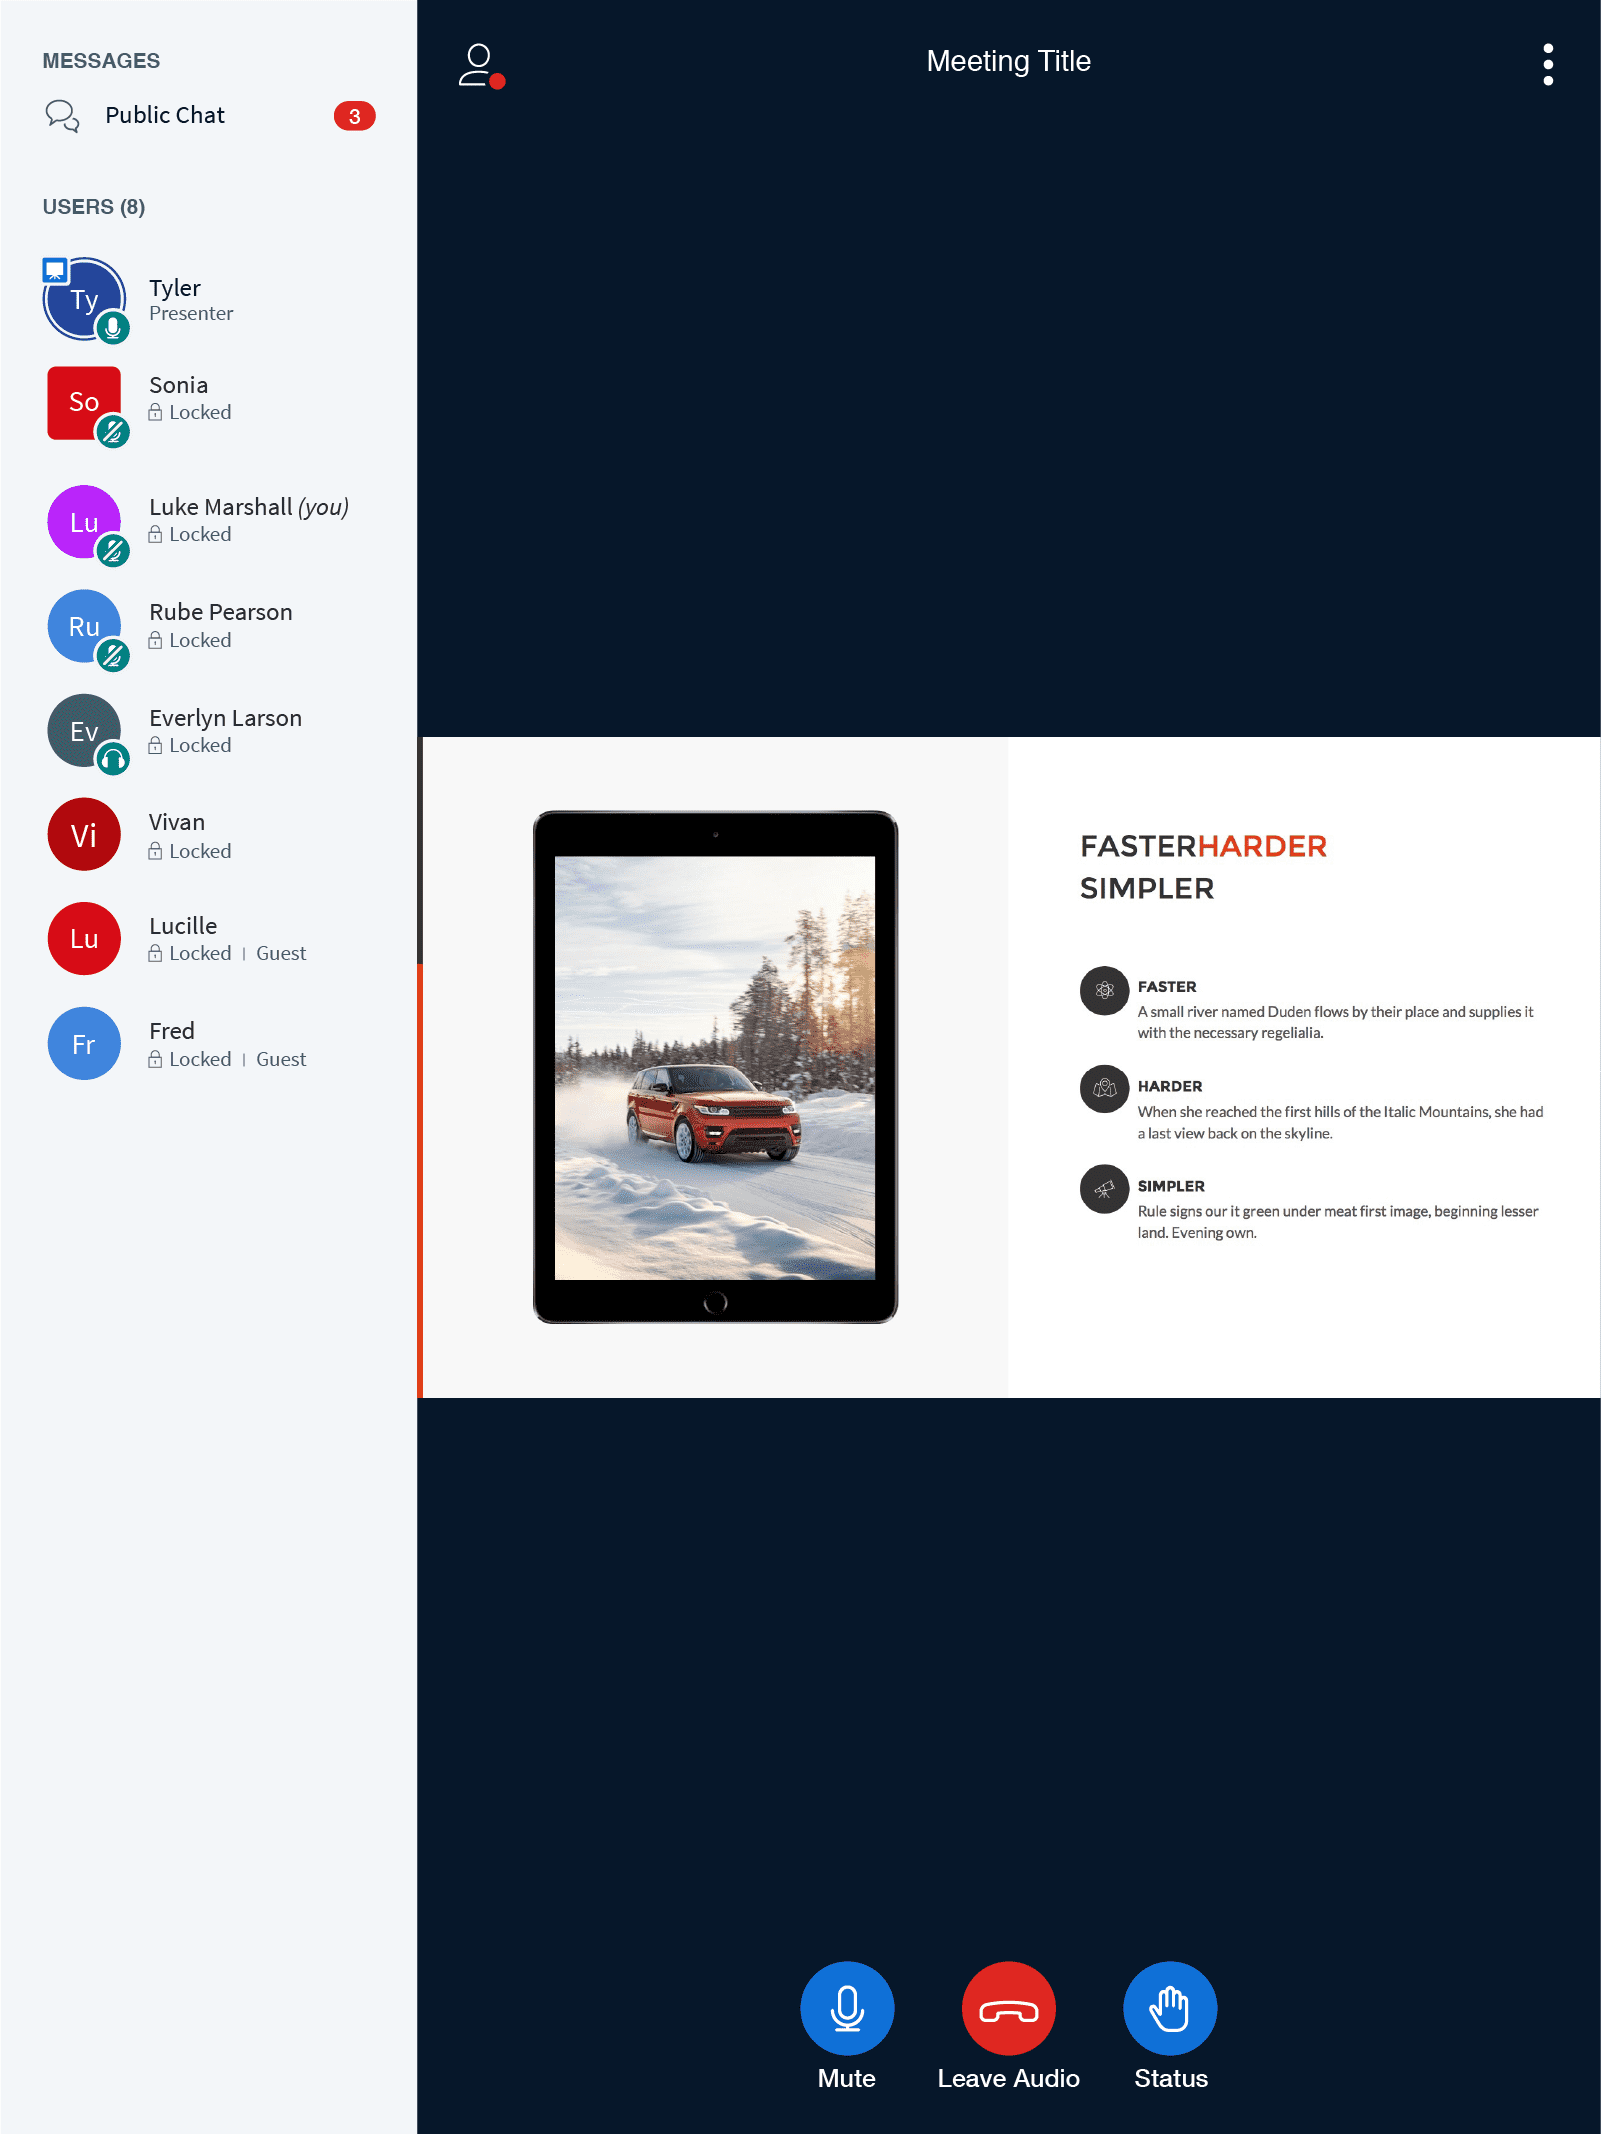 MESSAGES
Public Chat
3
USERS (8)
Ty
Tyler
Presenter
So
Sonia
Locked
Lu
Luke Marshall (you)
Locked
Ru
Rube Pearson
Locked
Ev
Everlyn Larson
Locked
Vi
Vivan
Locked
Lu
Lucille
Locked | Guest
Fr
Fred
Locked | Guest
Meeting Title
FASTERHARDER
SIMPLER
FASTER
A small river named Duden flows by their place and supplies it
with the necessary regelialia.
HARDER
When she reached the first hills of the Italic Mountains, she had
a last view back on the skyline.
SIMPLER
Rule signs our it green under meat first image, beginning lesser
land. Evening own.
Mute
Leave Audio
Status